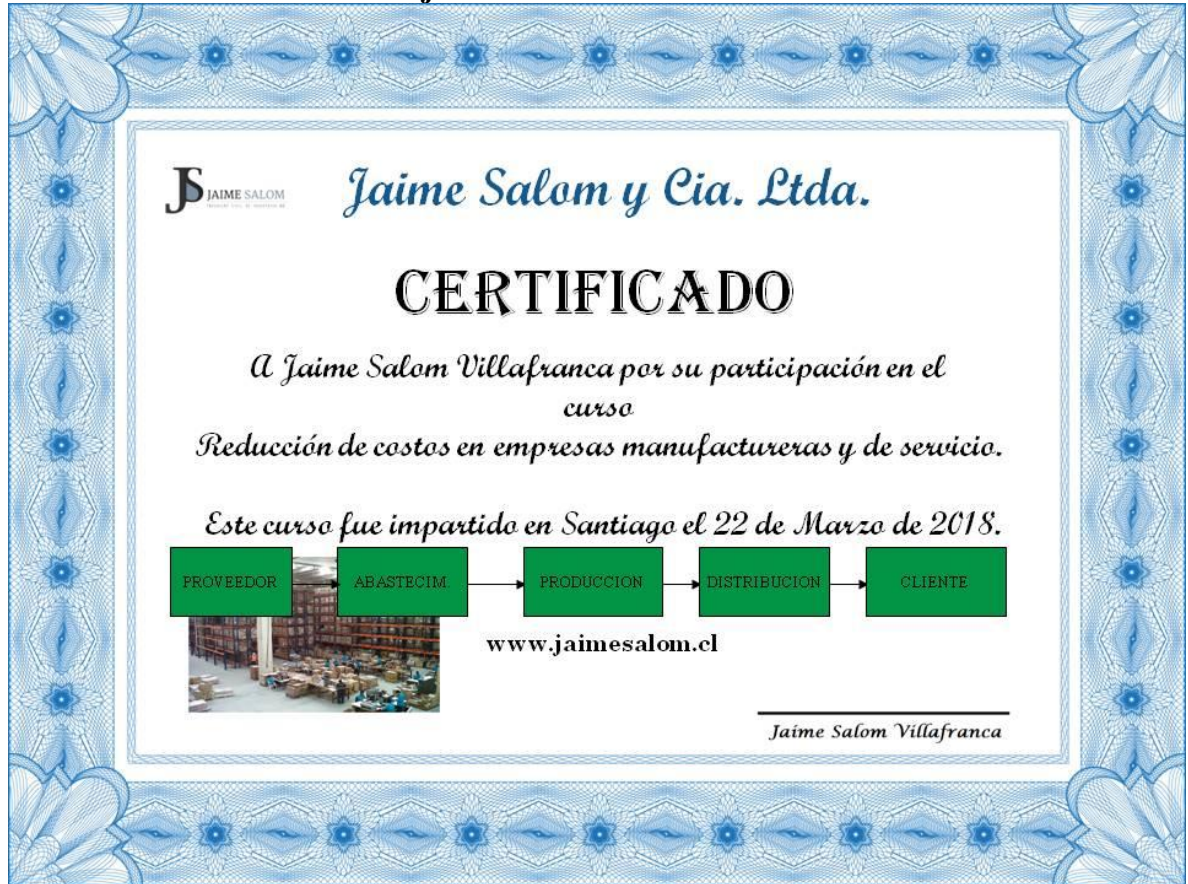 JS JAIME SALOM
Jaime Salom y Cia. Ltda.
CERTIFICADO
A Jaime Salom Villafranca por su participación en el
curso
Reducción de costos en empresas manufactureras y de servicio.
Este curso fue impartido en Santiago el 22 de Marzo de 2018.
PROVEEDOR ABASTECIM. PRODUCCION DISTRIBUCION CLIENTE
www.jaimesalom.cl
Jaime Salom Villafranca